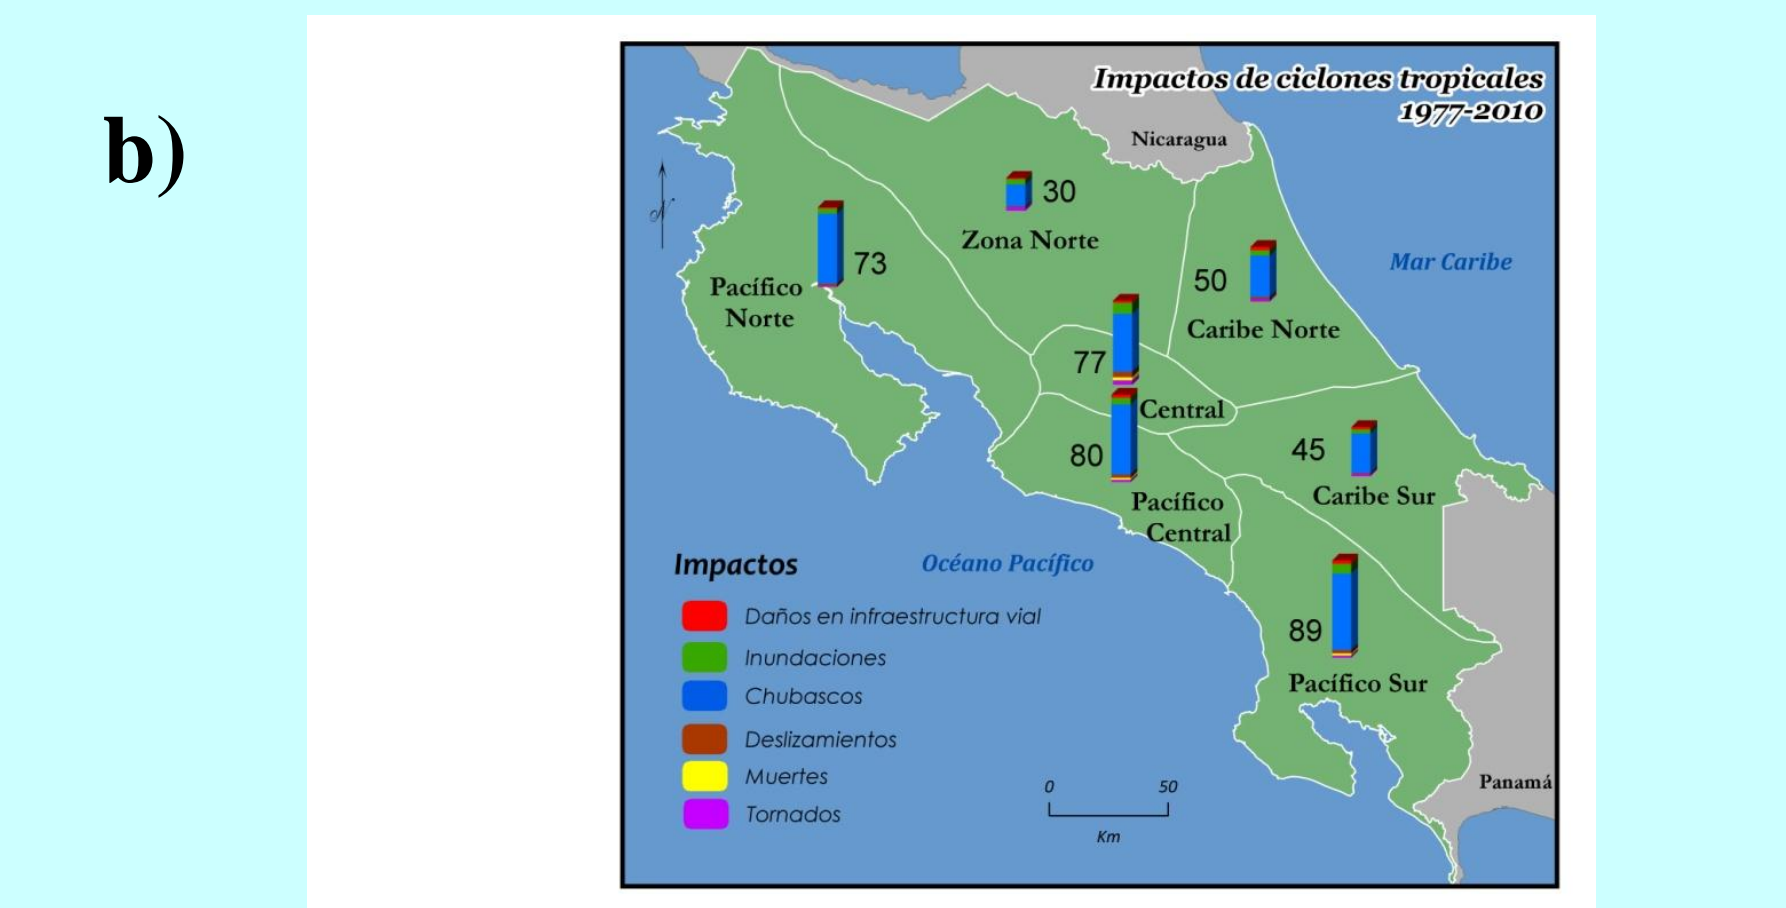 b)
Impactos de ciclones tropicales
1977-2010
Nicaragua
N
30
Zona Norte
73
Pacífico
Norte
50
Caribe Norte
Mar Caribe
77
Central
80
Pacífico
Central
45
Caribe Sur
Océano Pacífico
89
Pacífico Sur
Panamá
Impactos
Daños en infraestructura vial
Inundaciones
Chubascos
Deslizamientos
Muertes
Tornados
0 50
Km